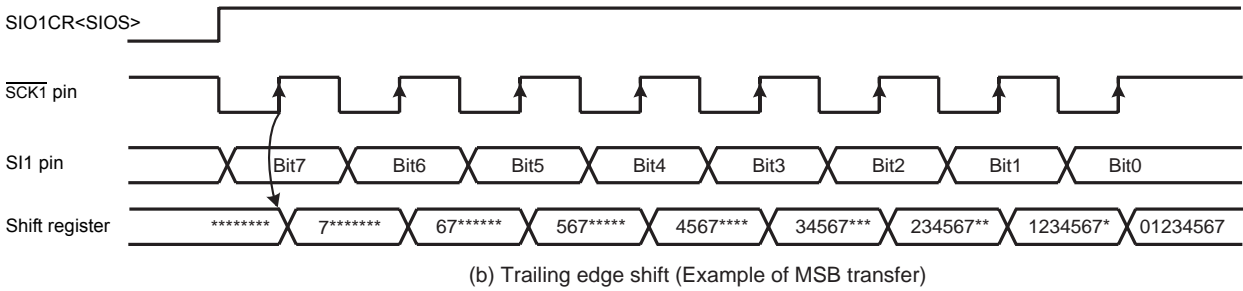 SIO1CR<SIOS>
SCK1 pin
SI1 pin
Bit7 Bit6 Bit5 Bit4 Bit3 Bit2 Bit1 Bit0
Shift register
******** 7******* 67****** 567***** 4567**** 34567*** 234567** 1234567* 01234567
(b) Trailing edge shift (Example of MSB transfer)